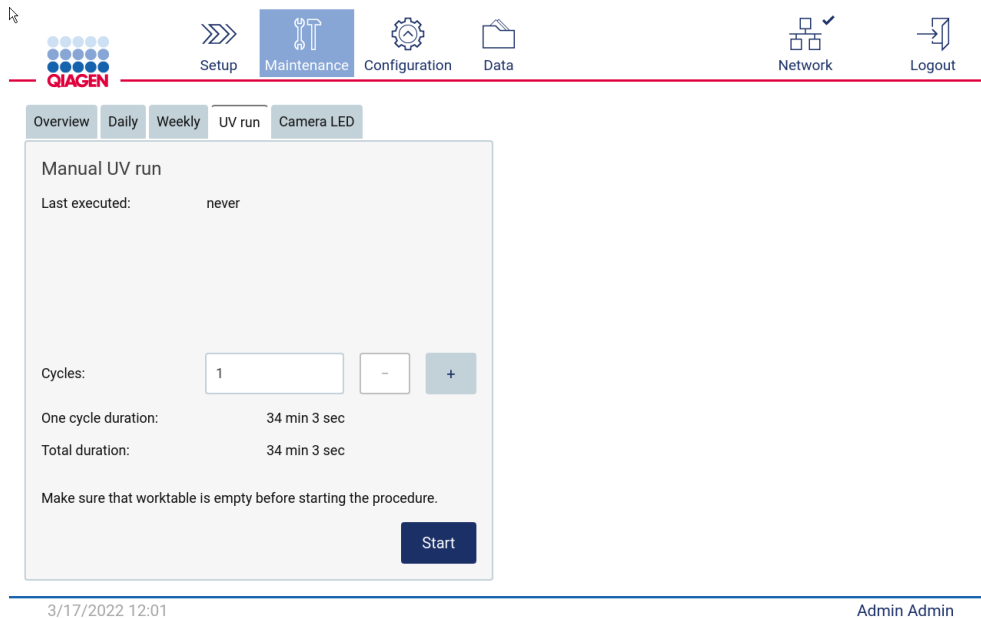 QIAGEN
Setup
Maintenance
Configuration
Data
Network
Logout
Overview
Daily
Weekly
UV run
Camera LED
Manual UV run
Last executed: never
Cycles: 1 - +
One cycle duration: 34 min 3 sec
Total duration: 34 min 3 sec
Make sure that worktable is empty before starting the procedure.
Start
3/17/2022 12:01
Admin Admin